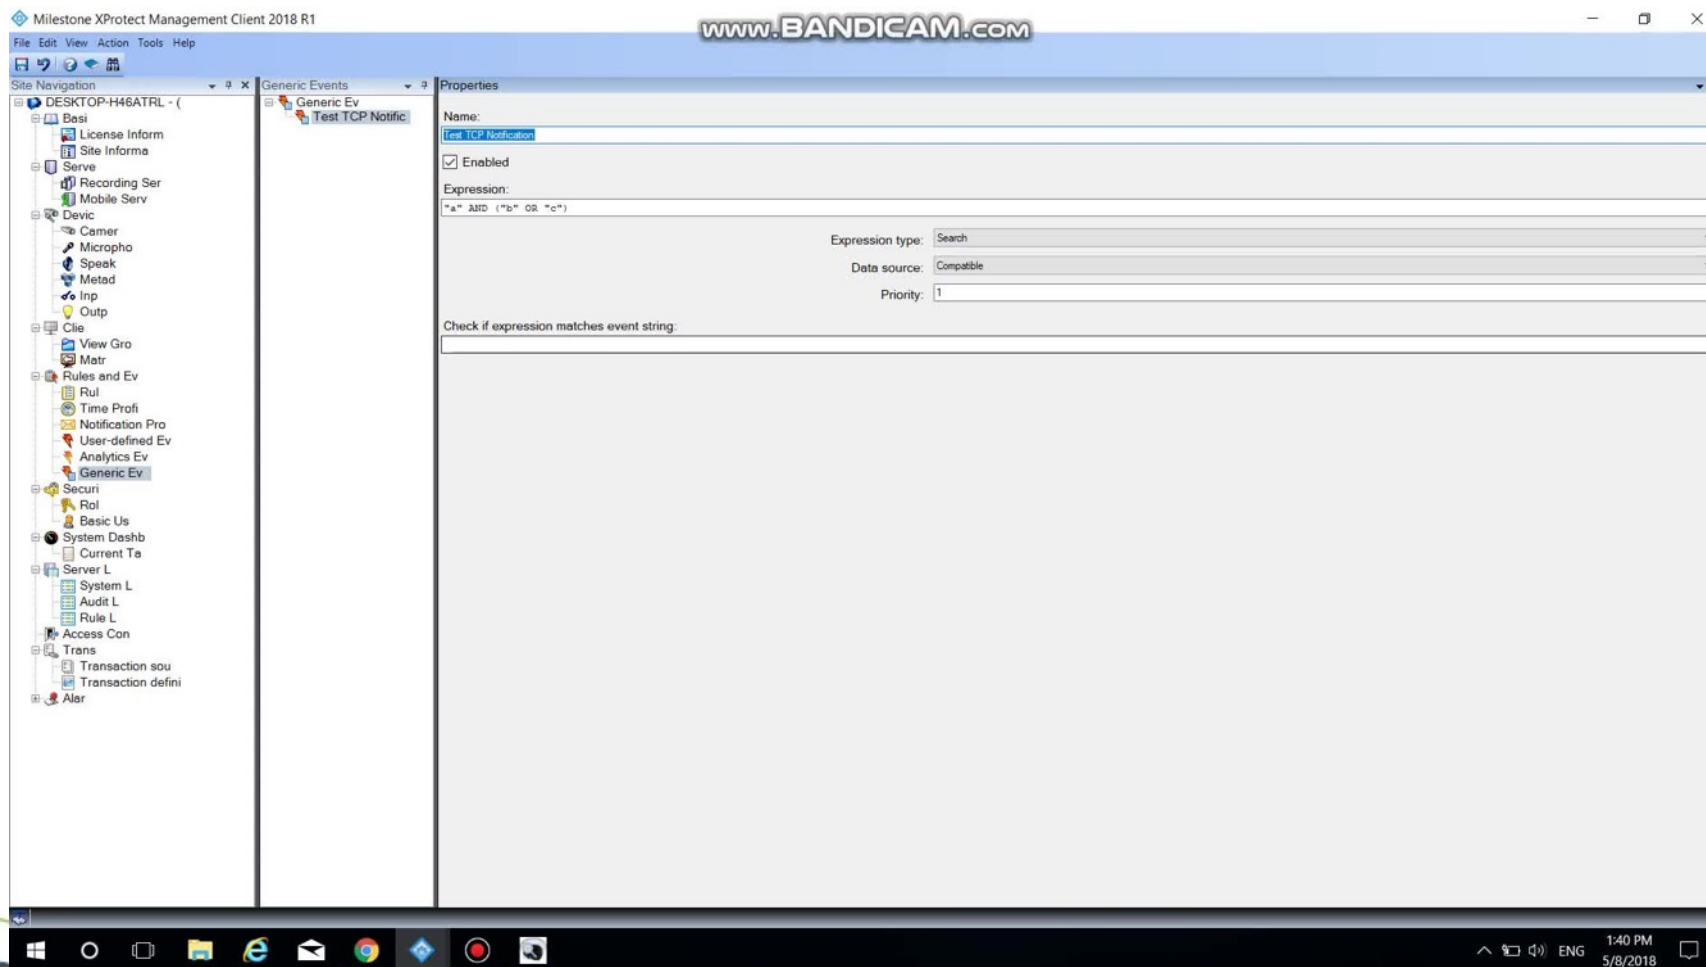 Milestone XProtect Management Client 2018 R1
www.BANDICAM.com
File Edit View Action Tools Help
Site Navigation
DESKTOP-H46ATRL - (
Basi
License Inform
Site Informa
Serve
Recording Ser
Mobile Serv
Devic
Camer
Micropho
Speak
Metad
Inp
Outp
Clie
View Gro
Matr
Rules and Ev
Rul
Time Profi
Notification Pro
User-defined Ev
Analytics Ev
Generic Ev
Securi
Rol
Basic Us
System Dashb
Current Ta
Server L
System L
Audit L
Rule L
Access Con
Trans
Transaction sou
Transaction defini
Alar
Generic Events
Generic Ev
Test TCP Notific
Properties
Name:
Test TCP Notification
Enabled
Expression:
"a" AND ("b" OR "c")
Expression type: Search
Data source: Compatible
Priority: 1
Check if expression matches event string:
ENG
1:40 PM
5/8/2018